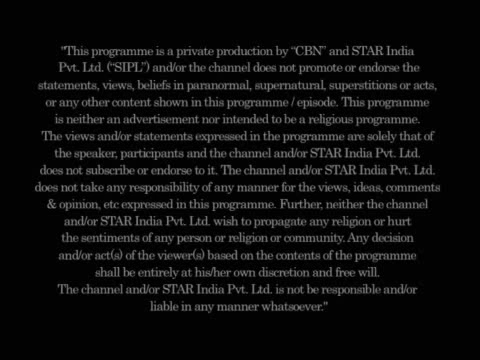 "This programme is a private production by “CBN” and STAR India
Pvt. Ltd. (“SIPL”) and/or the channel does not promote or endorse the
statements, views, beliefs in paranormal, supernatural, superstitions or acts,
or any other content shown in this programme / episode. This programme
is neither an advertisement nor intended to be a religious programme.
The views and/or statements expressed in the programme are solely that of
the speaker, participants and the channel and/or STAR India Pvt. Ltd.
does not subscribe or endorse to it. The channel and/or STAR India Pvt. Ltd.
does not take any responsibility of any manner for the views, ideas, comments
& opinion, etc expressed in this programme. Further, neither the channel
and/or STAR India Pvt. Ltd. wish to propagate any religion or hurt
the sentiments of any person or religion or community. Any decision
and/or act(s) of the viewer(s) based on the contents of the programme
shall be entirely at his/her own discretion and free will.
The channel and/or STAR India Pvt. Ltd. is not be responsible and/or
liable in any manner whatsoever."